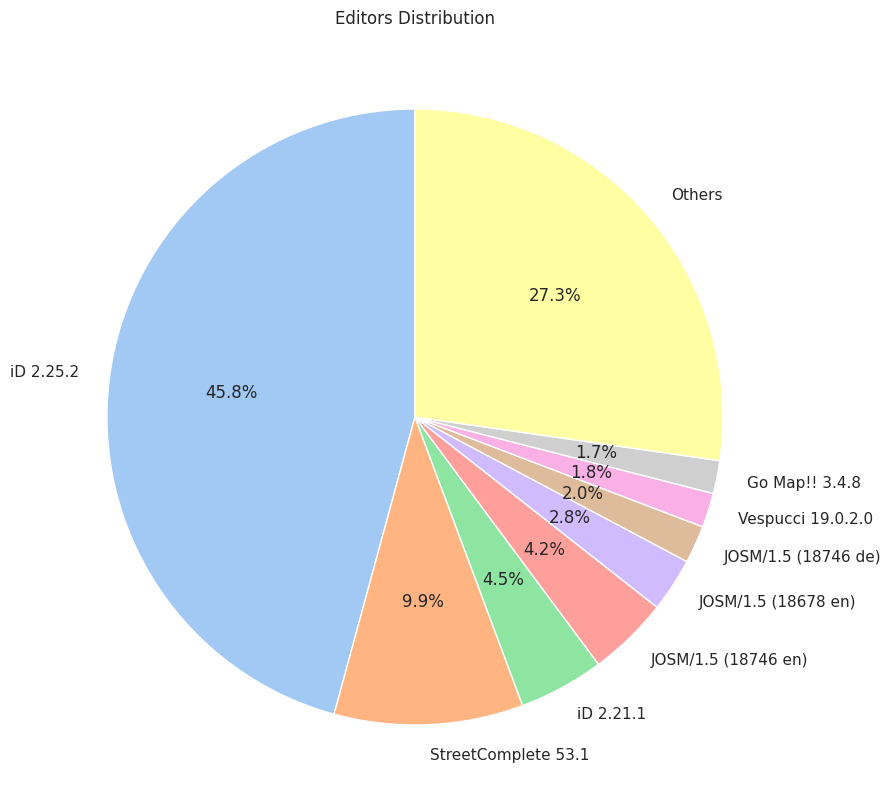 Editors Distribution
Others
27.3%
iD 2.25.2
45.8%
1.7%
Go Map!! 3.4.8
1.8%
Vespucci 19.0.2.0
2.0%
JOSM/1.5 (18746 de)
2.8%
JOSM/1.5 (18678 en)
4.2%
JOSM/1.5 (18746 en)
4.5%
iD 2.21.1
9.9%
StreetComplete 53.1